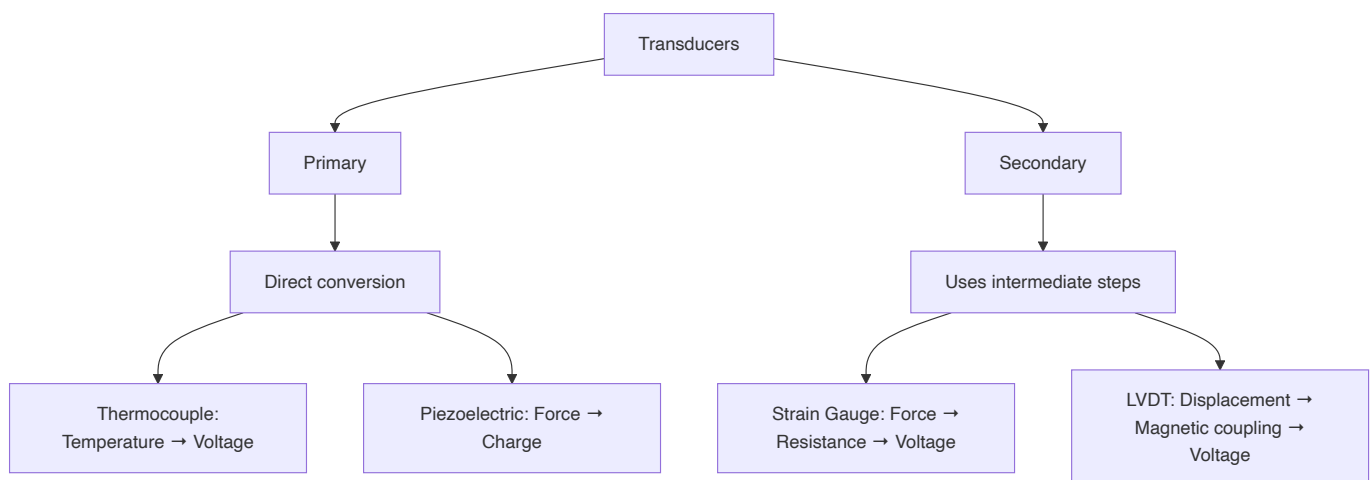 Transducers
Primary
Secondary
Direct conversion
Uses intermediate steps
Thermocouple:
Temperature → Voltage
Piezoelectric: Force →
Charge
Strain Gauge: Force →
Resistance → Voltage
LVDT: Displacement →
Magnetic coupling →
Voltage